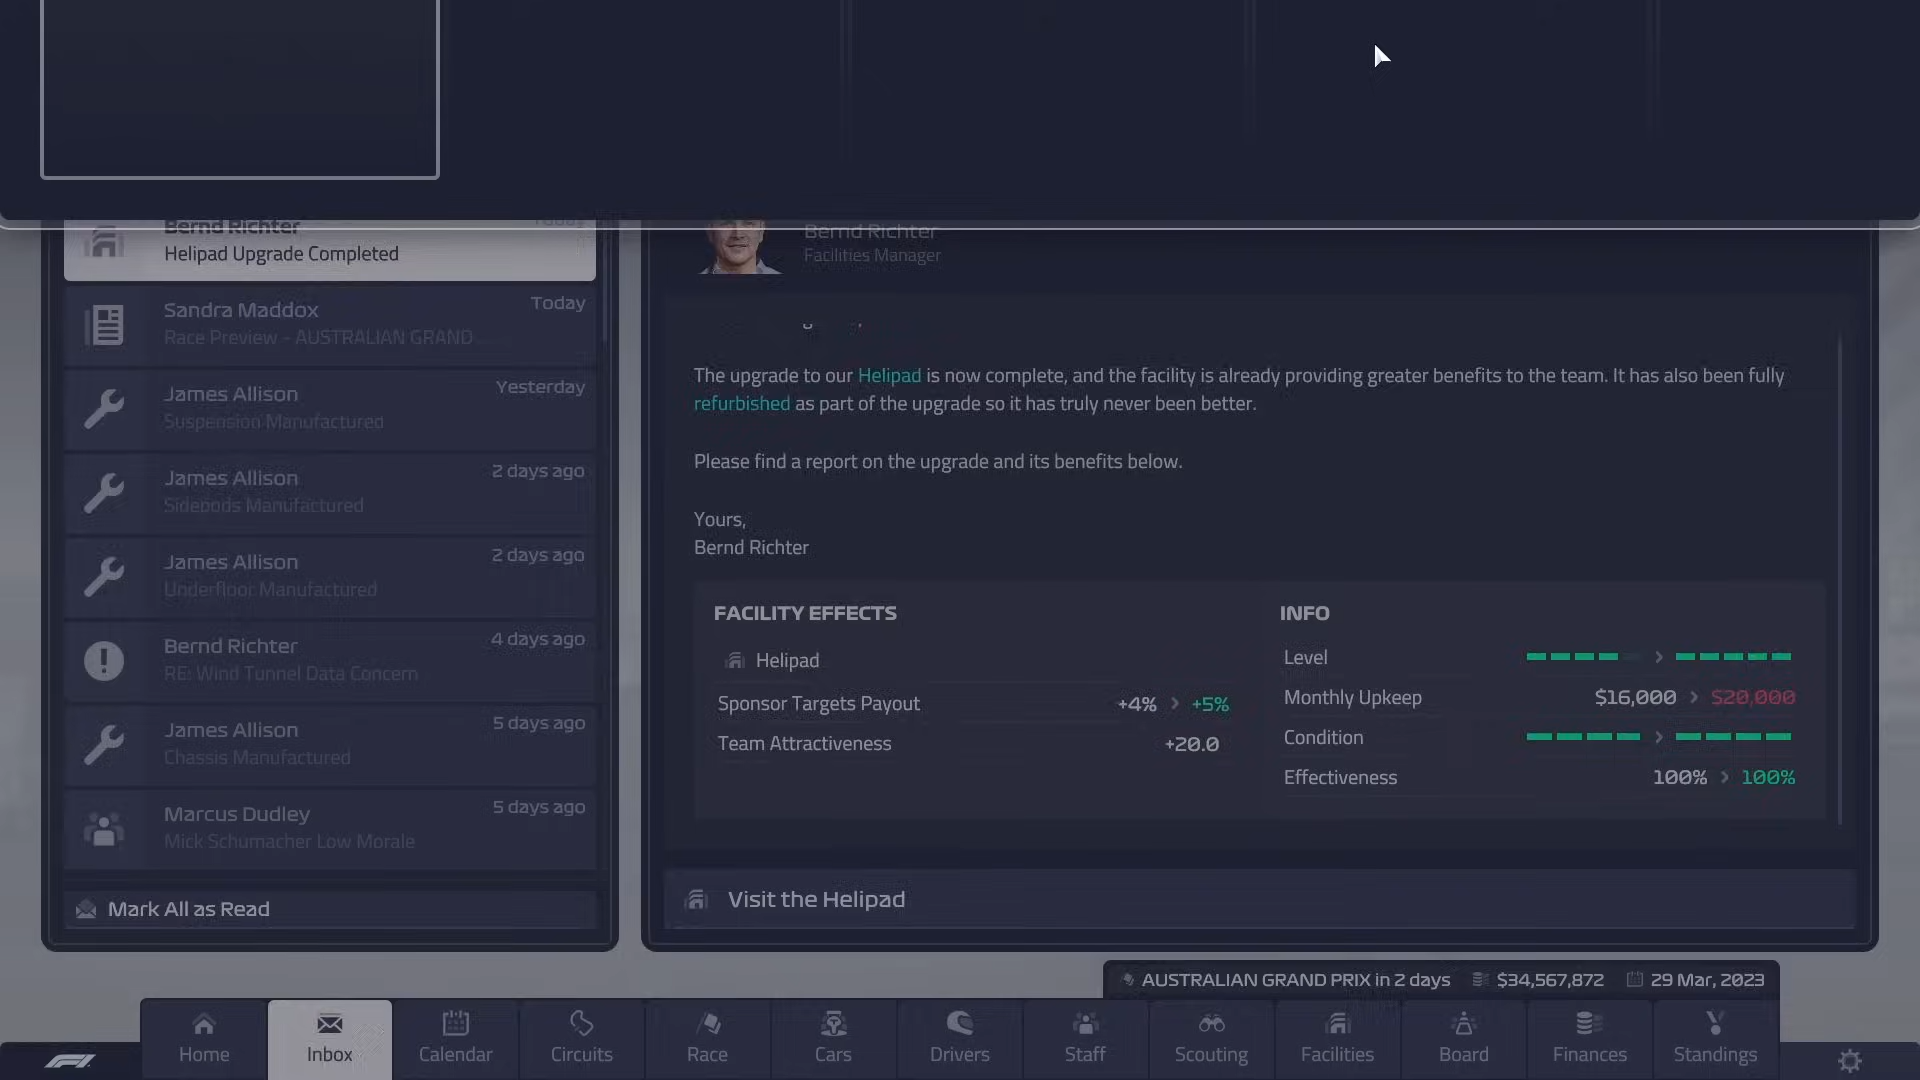 Bernd Richter
Today
Helipad Upgrade Completed
Sandra Maddox
Today
Race Preview - AUSTRALIAN GRAND ...
James Allison
Yesterday
Suspension Manufactured
James Allison
2 days ago
Sidepods Manufactured
James Allison
2 days ago
Underfloor Manufactured
Bernd Richter
4 days ago
RE: Wind Tunnel Data Concern
James Allison
5 days ago
Chassis Manufactured
Marcus Dudley
5 days ago
Mick Schumacher Low Morale
Mark All as Read
Bernd Richter
Facilities Manager
The upgrade to our Helipad is now complete, and the facility is already providing greater benefits to the team. It has also been fully
refurbished as part of the upgrade so it has truly never been better.
Please find a report on the upgrade and its benefits below.
Yours,
Bernd Richter
FACILITY EFFECTS
Helipad
Sponsor Targets Payout +4% > +5%
Team Attractiveness +20.0
INFO
Level >
Monthly Upkeep $16,000 > $20,000
Condition >
Effectiveness 100% > 100%
Visit the Helipad
AUSTRALIAN GRAND PRIX in 2 days $34,567,872 29 Mar, 2023
Home Inbox Calendar Circuits Race Cars Drivers Staff Scouting Facilities Board Finances Standings